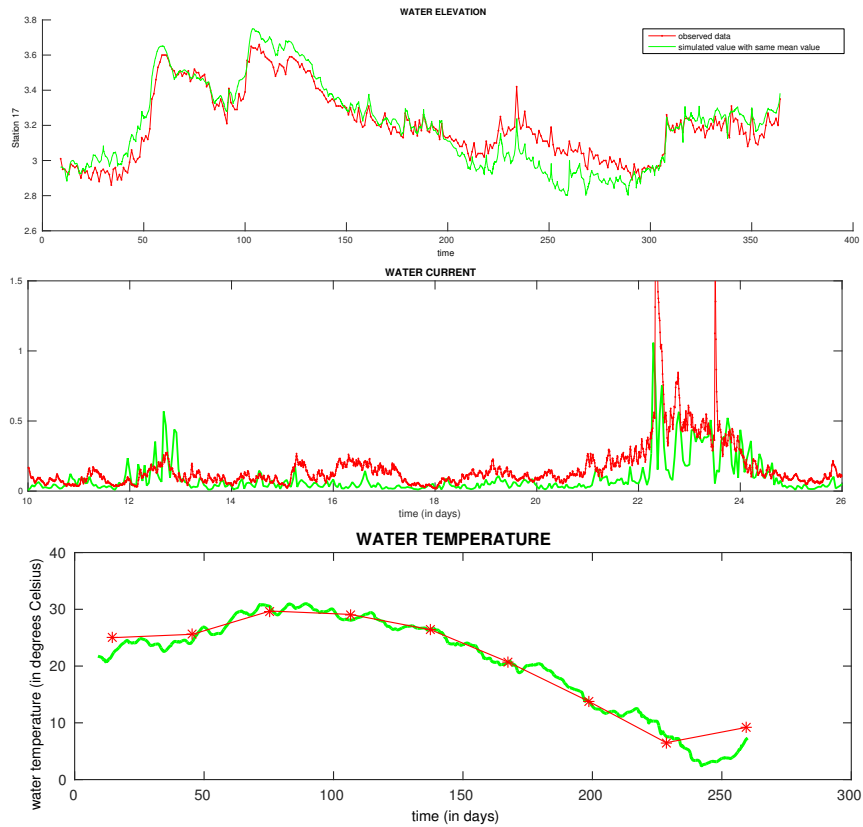 WATER ELEVATION
3.8
3.6
3.4
3.2
3
2.8
2.6
Station 17
observed data
simulated value with same mean value
0 50 100 150 200 250 300 350 400
time
WATER CURRENT
1.5
1
0.5
0
10 12 14 16 18 20 22 24 26
time (in days)
WATER TEMPERATURE
40
30
20
10
0
water temperature (in degrees Celsius)
0 50 100 150 200 250 300
time (in days)